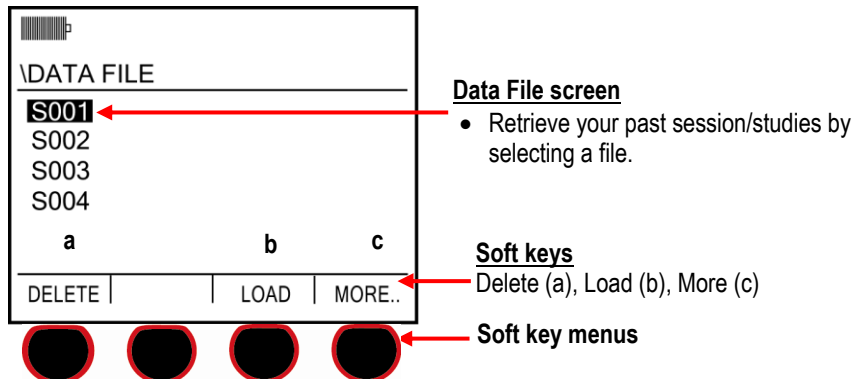 \DATA FILE
S001
S002
S003
S004
a b c
DELETE LOAD MORE..
Data File screen
• Retrieve your past session/studies by
selecting a file.
Soft keys
Delete (a), Load (b), More (c)
Soft key menus